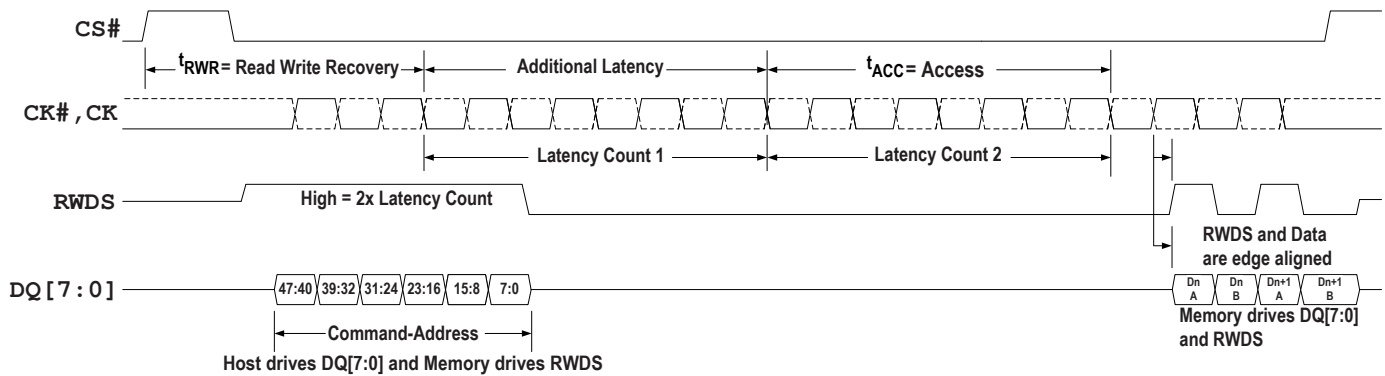 CS#
tRWR= Read Write Recovery
Additional Latency
tACC= Access
CK#,CK
Latency Count 1
Latency Count 2
RWDS
High = 2x Latency Count
RWDS and Data
are edge aligned
DQ[7:0]
47:40 39:32 31:24 23:16 15:8 7:0
Dn A
Dn B
Dn+1 A
Dn+1 B
Command-Address
Memory drives DQ[7:0]
and RWDS
Host drives DQ[7:0] and Memory drives RWDS